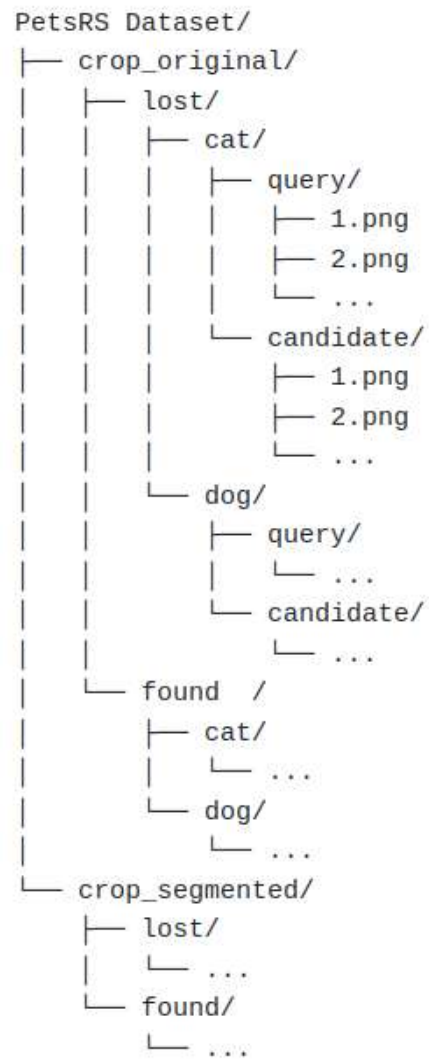 PetsRS Dataset/
├── crop_original/
│   ├── lost/
│   │   ├── cat/
│   │   │   ├── query/
│   │   │   │   ├── 1.png
│   │   │   │   ├── 2.png
│   │   │   │   └── ...
│   │   │   └── candidate/
│   │   │       ├── 1.png
│   │   │       ├── 2.png
│   │   │       └── ...
│   │   └── dog/
│   │       ├── query/
│   │       │   └── ...
│   │       └── candidate/
│   │           └── ...
│   └── found  /
│       ├── cat/
│       │   └── ...
│       └── dog/
│           └── ...
└── crop_segmented/
    ├── lost/
    │   └── ...
    └── found/
        └── ...